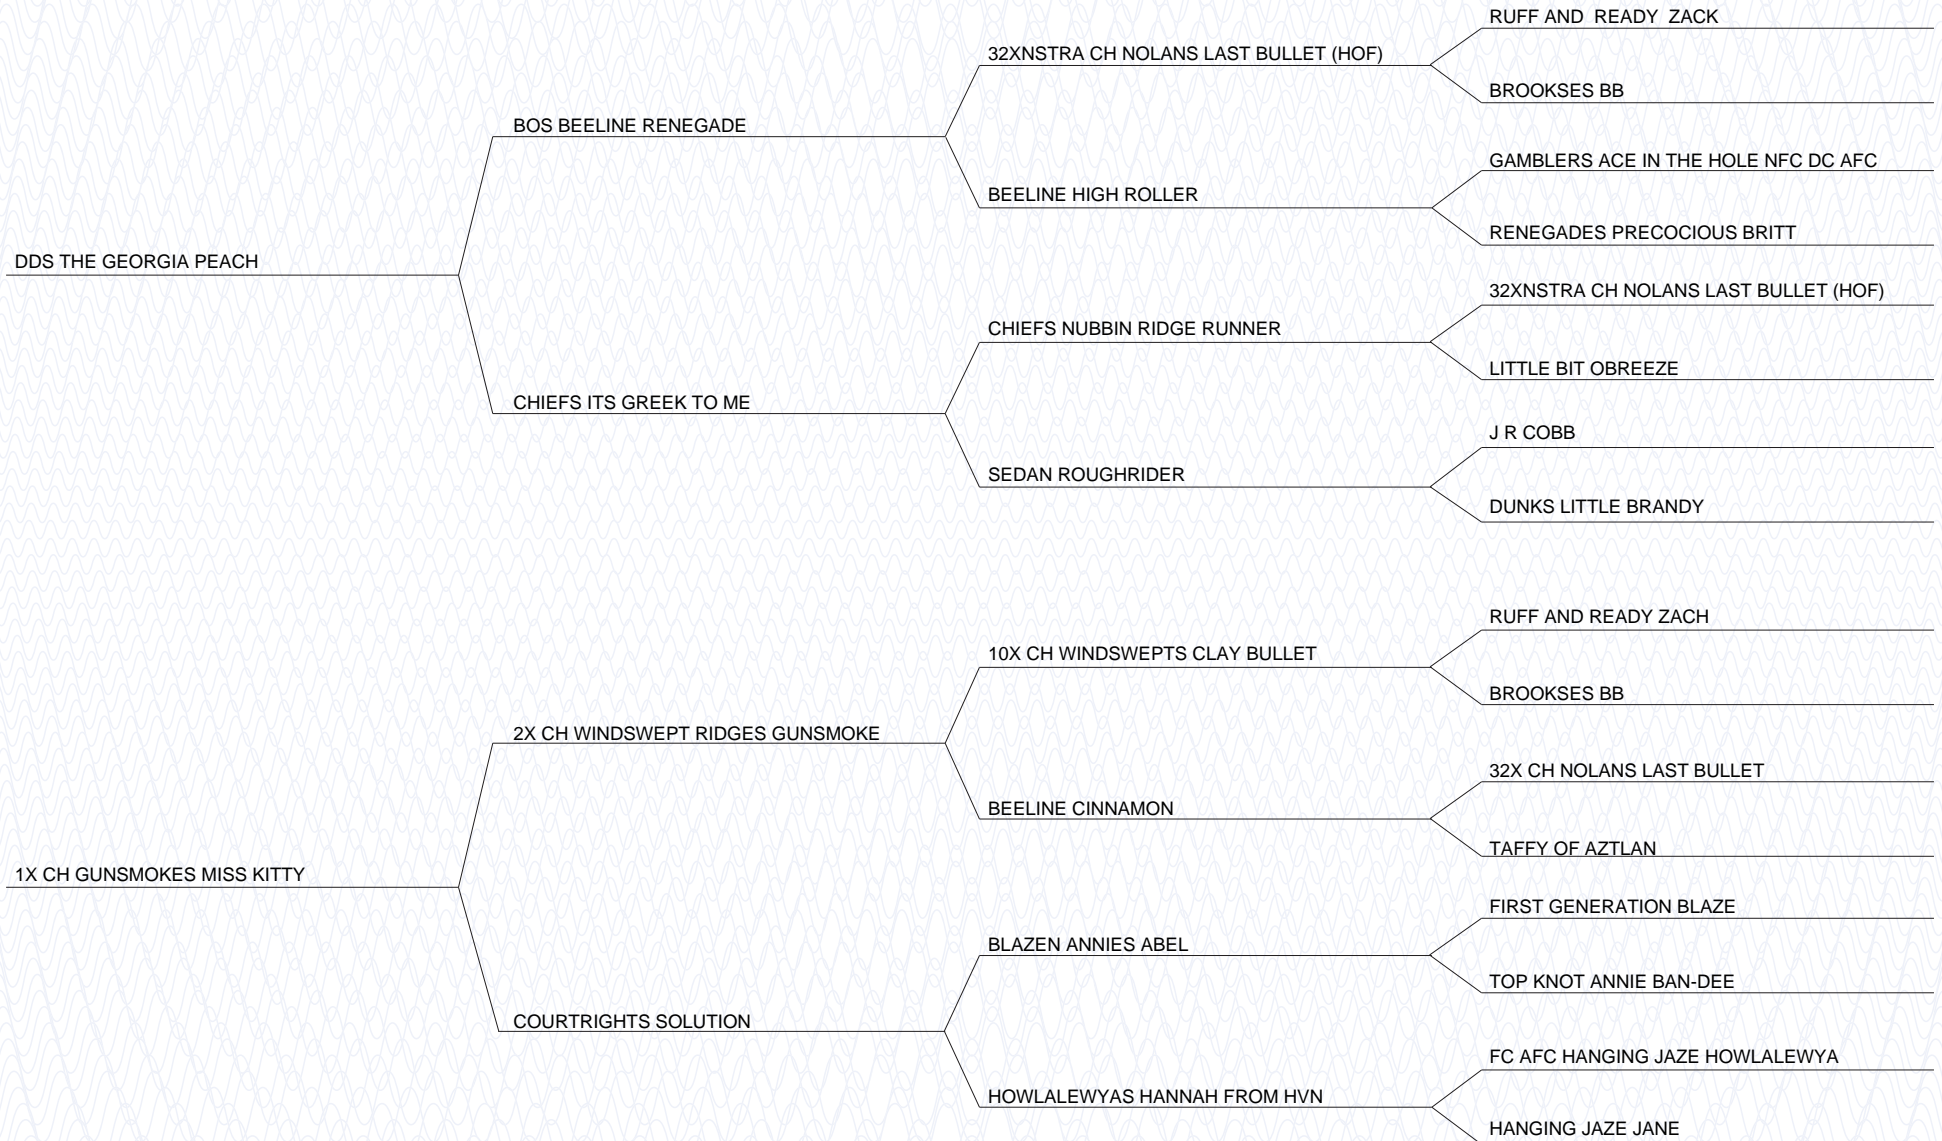 RUFF AND READY ZACK
32XNSTRA CH NOLANS LAST BULLET (HOF)
BROOKSES BB
BOS BEELINE RENEGADE
GAMBLERS ACE IN THE HOLE NFC DC AFC
BEELINE HIGH ROLLER
RENEGADES PRECOCIOUS BRITT
DDS THE GEORGIA PEACH
32XNSTRA CH NOLANS LAST BULLET (HOF)
CHIEFS NUBBIN RIDGE RUNNER
LITTLE BIT OBREEZE
CHIEFS ITS GREEK TO ME
J R COBB
SEDAN ROUGHRIDER
DUNKS LITTLE BRANDY
RUFF AND READY ZACH
10X CH WINDSWEPTS CLAY BULLET
BROOKSES BB
2X CH WINDSWEPT RIDGES GUNSMOKE
32X CH NOLANS LAST BULLET
BEELINE CINNAMON
TAFFY OF AZTLAN
1X CH GUNSMOKES MISS KITTY
FIRST GENERATION BLAZE
BLAZEN ANNIES ABEL
TOP KNOT ANNIE BAN-DEE
COURTRIGHTS SOLUTION
FC AFC HANGING JAZE HOWLALEWYA
HOWLALEWYAS HANNAH FROM HVN
HANGING JAZE JANE